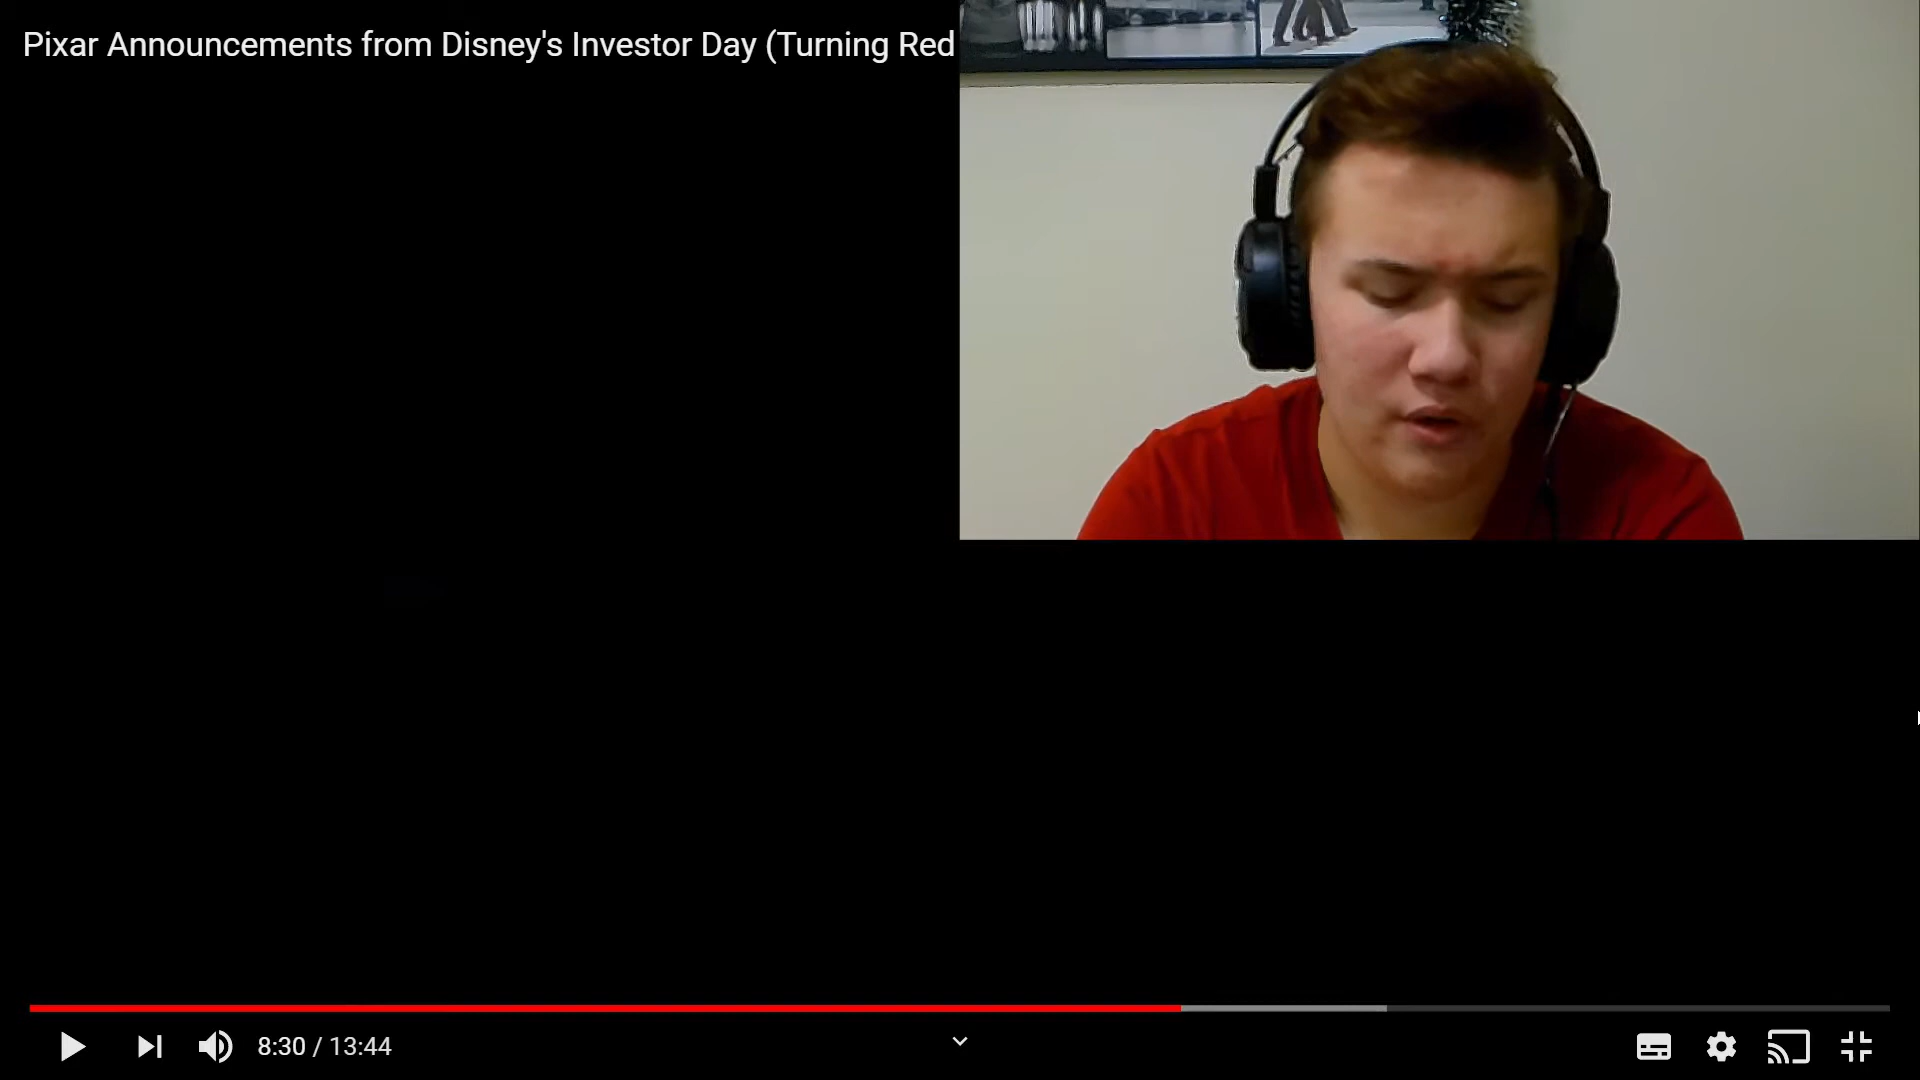 Pixar Announcements from Disney's Investor Day (Turning Red
8:30 / 13:44